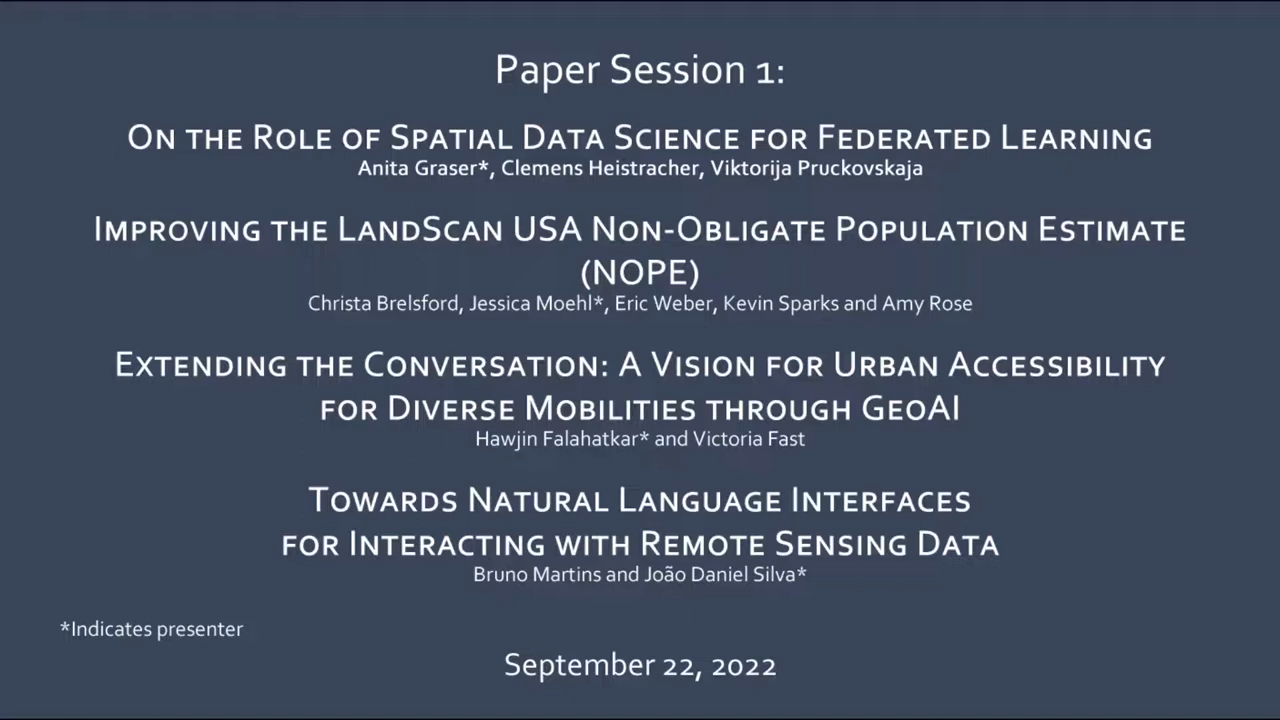 Paper Session 1:
On the Role of Spatial Data Science for Federated Learning
Anita Graser*, Clemens Heistracher, Viktorija Pruckovskaja
Improving the LandScan USA Non-Obligate Population Estimate
(NOPE)
Christa Brelsford, Jessica Moehl*, Eric Weber, Kevin Sparks and Amy Rose
Extending the Conversation: A Vision for Urban Accessibility
for Diverse Mobilities through GeoAI
Hawjin Falahatkar* and Victoria Fast
Towards Natural Language Interfaces
for Interacting with Remote Sensing Data
Bruno Martins and João Daniel Silva*
*Indicates presenter
September 22, 2022